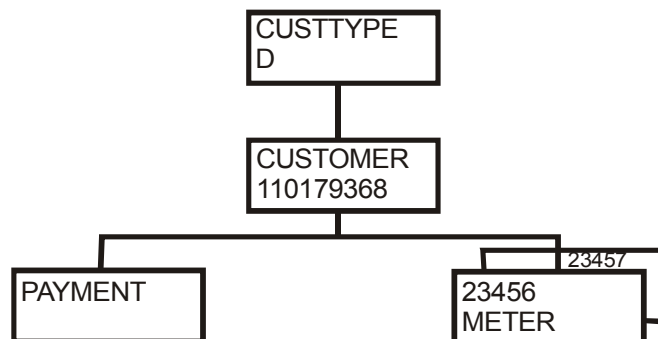 CUSTTYPE
D
CUSTOMER
110179368
23457
PAYMENT
23456
METER